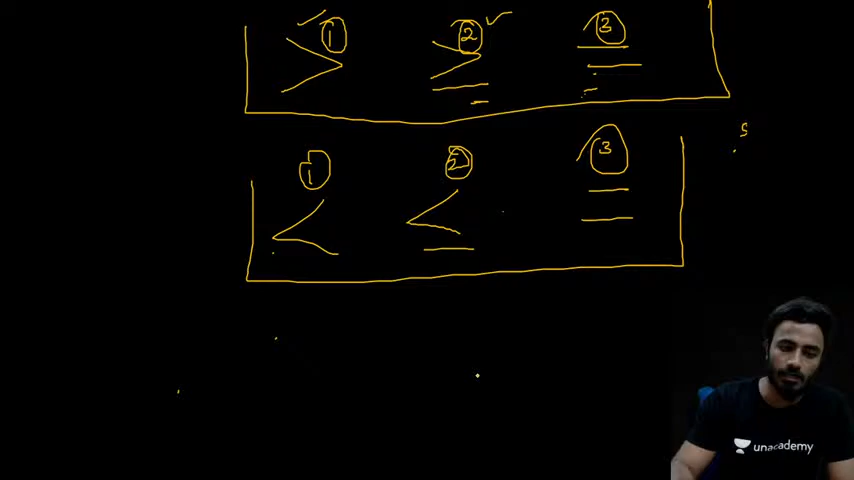 1 2 3
> ≥ =
s
1 2 3
< ≤ =
unacademy